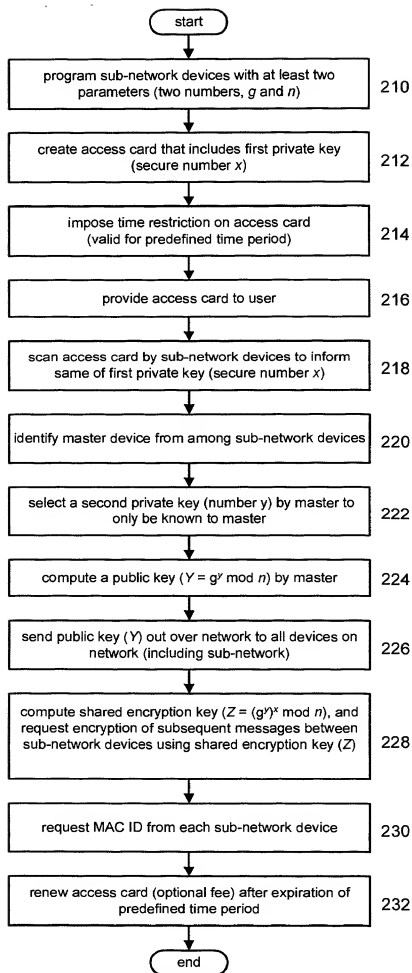 start
program sub-network devices with at least two
parameters (two numbers, g and n)
210
create access card that includes first private key
(secure number x)
212
impose time restriction on access card
(valid for predefined time period)
214
provide access card to user
216
scan access card by sub-network devices to inform
same of first private key (secure number x)
218
identify master device from among sub-network devices
220
select a second private key (number y) by master to
only be known to master
222
compute a public key (Y = g^y mod n) by master
224
send public key (Y) out over network to all devices on
network (including sub-network)
226
compute shared encryption key (Z = (g^y)^x mod n), and
request encryption of subsequent messages between
sub-network devices using shared encryption key (Z)
228
request MAC ID from each sub-network device
230
renew access card (optional fee) after expiration of
predefined time period
232
end